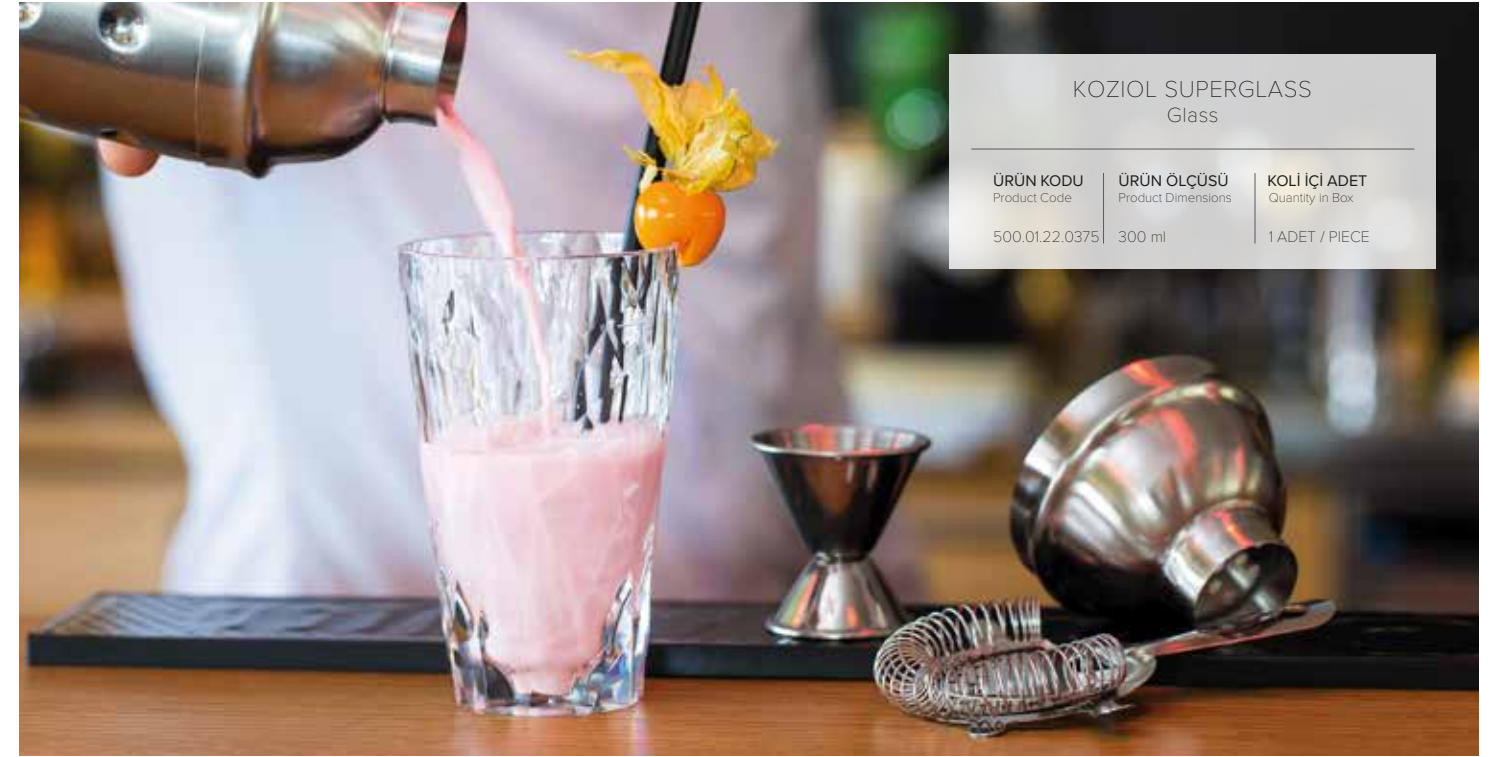 KOZIOL SUPERGLASS
Glass
ÜRÜN KODU
Product Code
500.01.22.0375
ÜRÜN ÖLÇÜSÜ
Product Dimensions
300 ml
KOLİ İÇİ ADET
Quantity in Box
1 ADET / PIECE